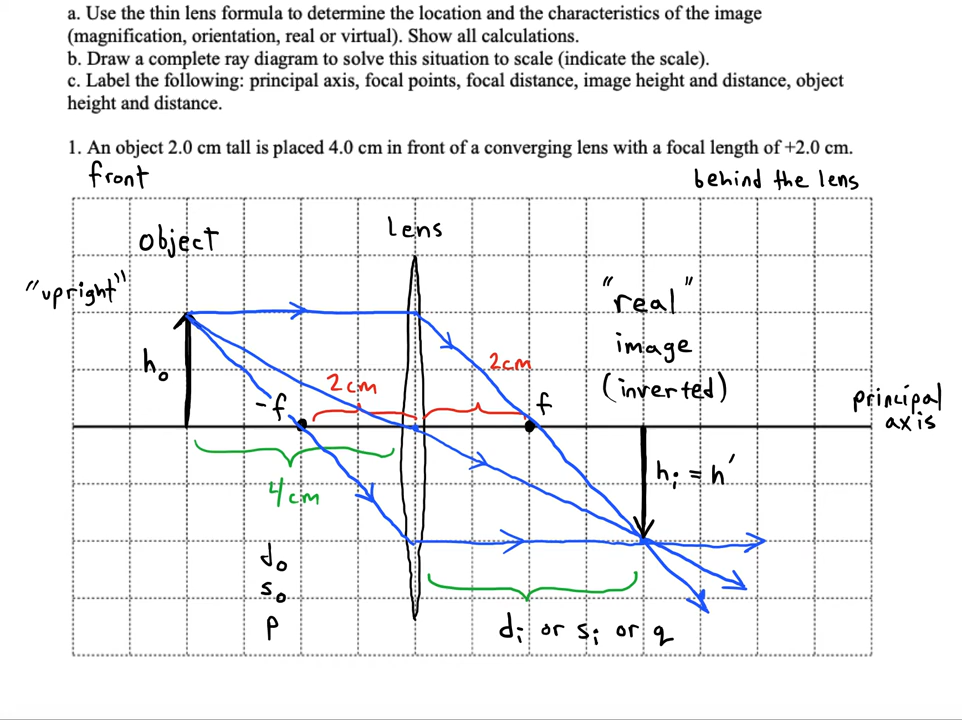 a. Use the thin lens formula to determine the location and the characteristics of the image
(magnification, orientation, real or virtual). Show all calculations.
b. Draw a complete ray diagram to solve this situation to scale (indicate the scale).
c. Label the following: principal axis, focal points, focal distance, image height and distance, object
height and distance.
1. An object 2.0 cm tall is placed 4.0 cm in front of a converging lens with a focal length of +2.0 cm.
front
behind the lens
object
lens
"upright"
"real"
image
(inverted)
h₀
2cm
2cm
-f
f
principal
axis
hᵢ = h'
4cm
d₀
s₀
p
dᵢ or sᵢ or q